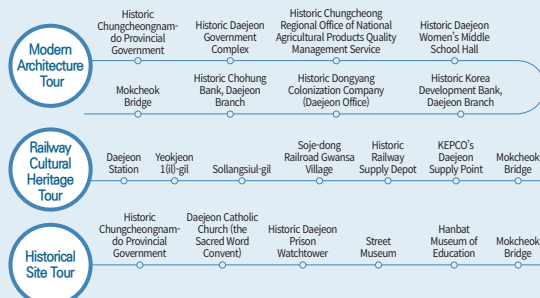 Modern
Architecture
Tour
Historic
Chungcheongnam-
do Provincial
Government
Historic Daejeon
Government
Complex
Historic Chungcheong
Regional Office of National
Agricultural Products Quality
Management Service
Historic Daejeon
Women's Middle
School Hall
Mokcheok
Bridge
Historic Chohung
Bank, Daejeon
Branch
Historic Dongyang
Colonization Company
(Daejeon Office)
Historic Korea
Development Bank,
Daejeon Branch
Railway
Cultural
Heritage
Tour
Daejeon
Station
Yeokjeon
1(il)-gil
Sollangsiul-gil
Soje-dong
Railroad Gwansa
Village
Historic
Railway
Supply Depot
KEPCO's
Daejeon
Supply Point
Mokcheok
Bridge
Historical
Site Tour
Historic
Chungcheongnam-
do Provincial
Government
Daejeon Catholic
Church (the
Sacred Word
Convent)
Historic Daejeon
Prison
Watchtower
Street
Museum
Hanbat
Museum of
Education
Mokcheok
Bridge